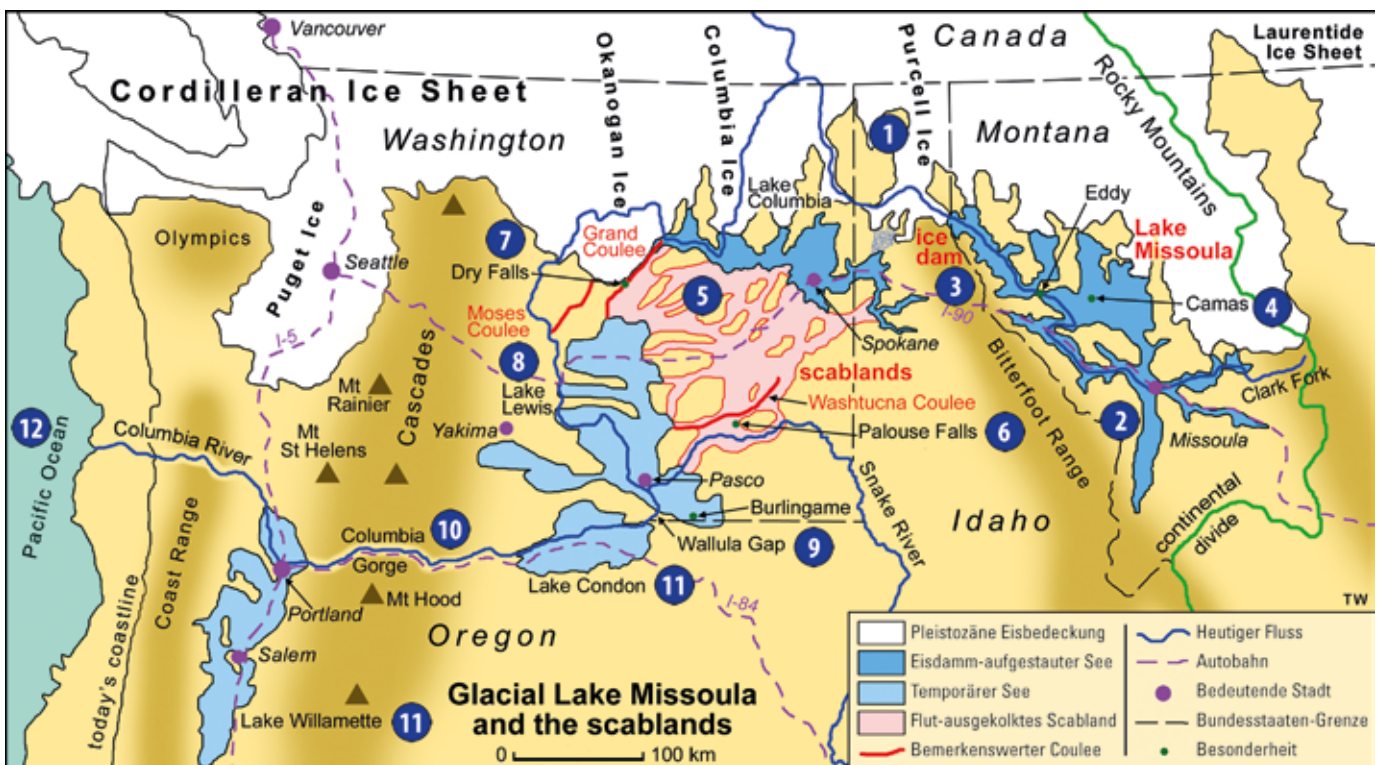 Vancouver
Canada
Laurentide
Ice Sheet
Cordilleran Ice Sheet
Okanogan Ice
Columbia Ice
Purcell Ice
Rocky Mountains
Washington
Montana
1
Lake
Columbia
Eddy
Lake
Missoula
Olympics
Puget Ice
Seattle
7
Grand
Coulee
Dry Falls
5
ice
dam
3
Camas
4
Moses
Coulee
I-5
I-90
8
Spokane
Cascades
Mt
Rainier
Lake
Lewis
scablands
Washtucna Coulee
Bitterfoot Range
Clark Fork
12
Pacific Ocean
Columbia River
Mt
St Helens
Yakima
Palouse Falls
6
2
Missoula
Pasco
Snake River
Burlingame
Idaho
continental
divide
Coast Range
Columbia
Gorge
10
Wallula Gap
9
today's coastline
Portland
Mt Hood
Lake Condon
11
I-84
TW
Salem
Oregon
Lake Willamette
11
Glacial Lake Missoula
and the scablands
0
100 km
Pleistozäne Eisbedeckung
Eisdamm-aufgestauter See
Temporärer See
Flut-ausgekolktes Scabland
Bemerkenswerter Coulee
Heutiger Fluss
Autobahn
Bedeutende Stadt
Bundesstaaten-Grenze
Besonderheit